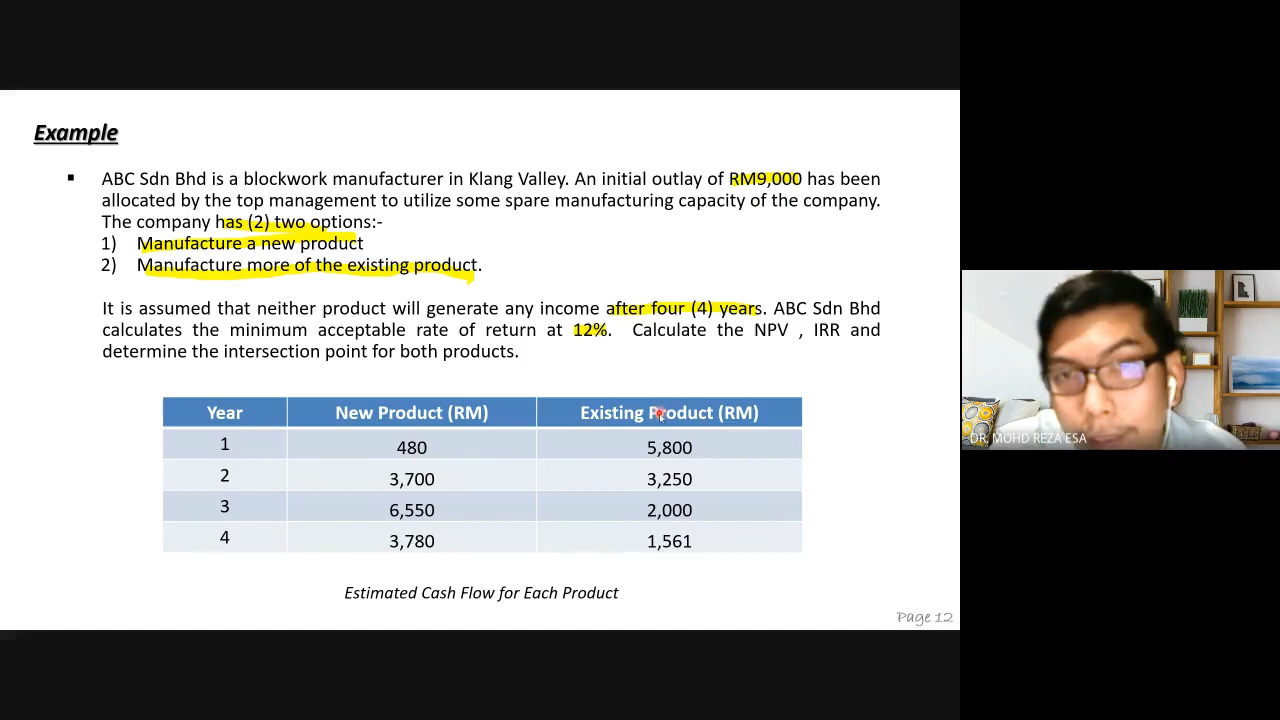 Example
▪ ABC Sdn Bhd is a blockwork manufacturer in Klang Valley. An initial outlay of RM9,000 has been
allocated by the top management to utilize some spare manufacturing capacity of the company.
The company has (2) two options:-
1) Manufacture a new product
2) Manufacture more of the existing product.
It is assumed that neither product will generate any income after four (4) years. ABC Sdn Bhd
calculates the minimum acceptable rate of return at 12%. Calculate the NPV , IRR and
determine the intersection point for both products.
Year New Product (RM) Existing Product (RM)
1 480 5,800
2 3,700 3,250
3 6,550 2,000
4 3,780 1,561
Estimated Cash Flow for Each Product
Page 12
DR. MOHD REZA ESA